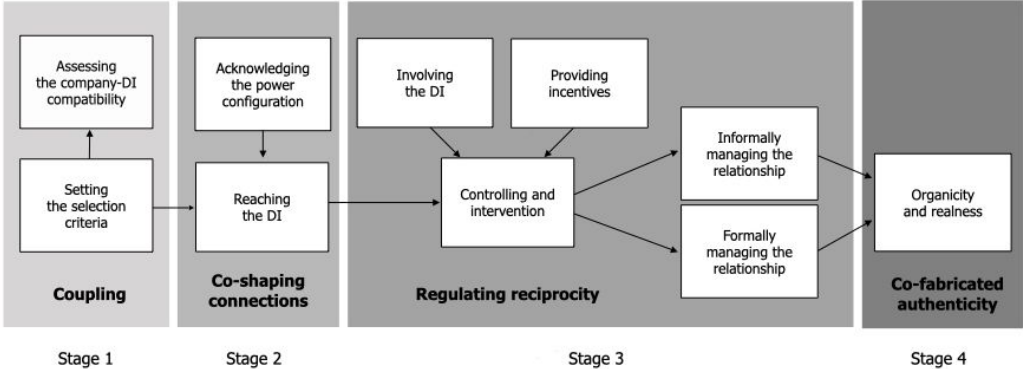 Assessing
the company-DI
compatibility
Setting
the selection
criteria
Coupling
Stage 1
Acknowledging
the power
configuration
Reaching
the DI
Co-shaping
connections
Stage 2
Involving
the DI
Providing
incentives
Controlling and
intervention
Informally
managing the
relationship
Formally
managing the
relationship
Regulating reciprocity
Stage 3
Organicity
and realness
Co-fabricated
authenticity
Stage 4